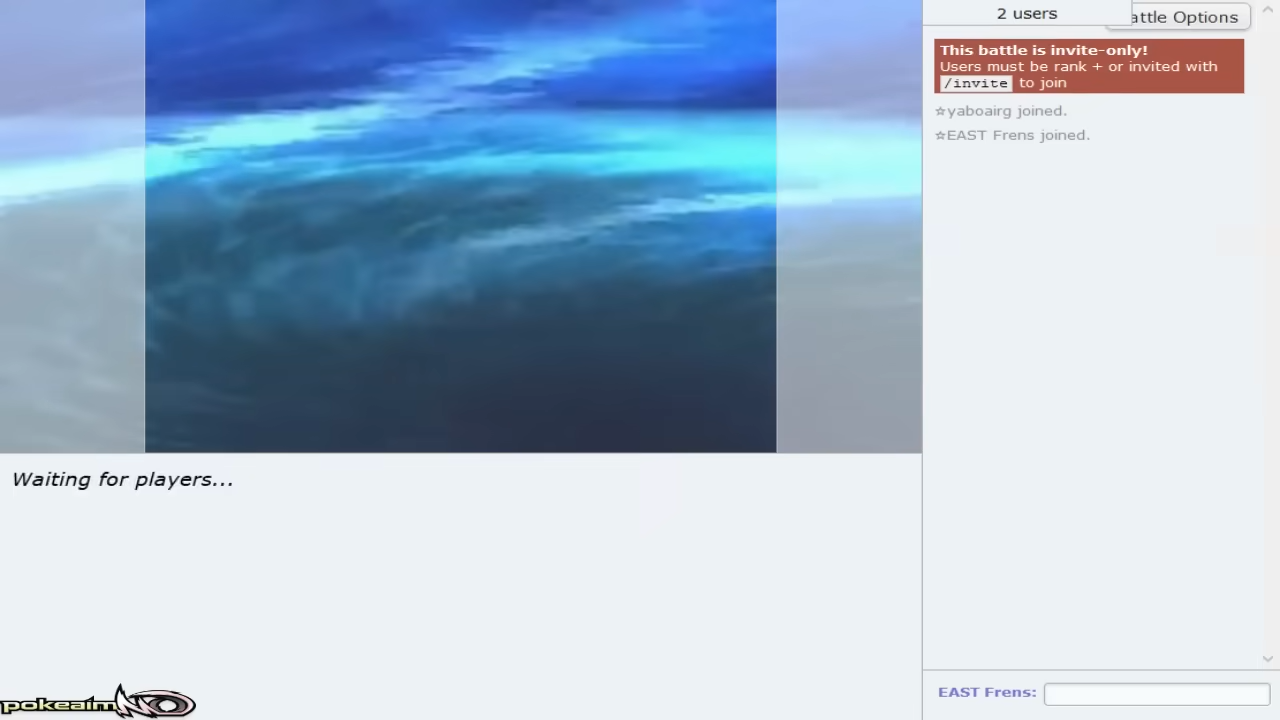 2 users
attle Options
This battle is invite-only!
Users must be rank + or invited with
/invite to join
☆yaboairg joined.
☆EAST Frens joined.
Waiting for players...
pokeaim
EAST Frens: